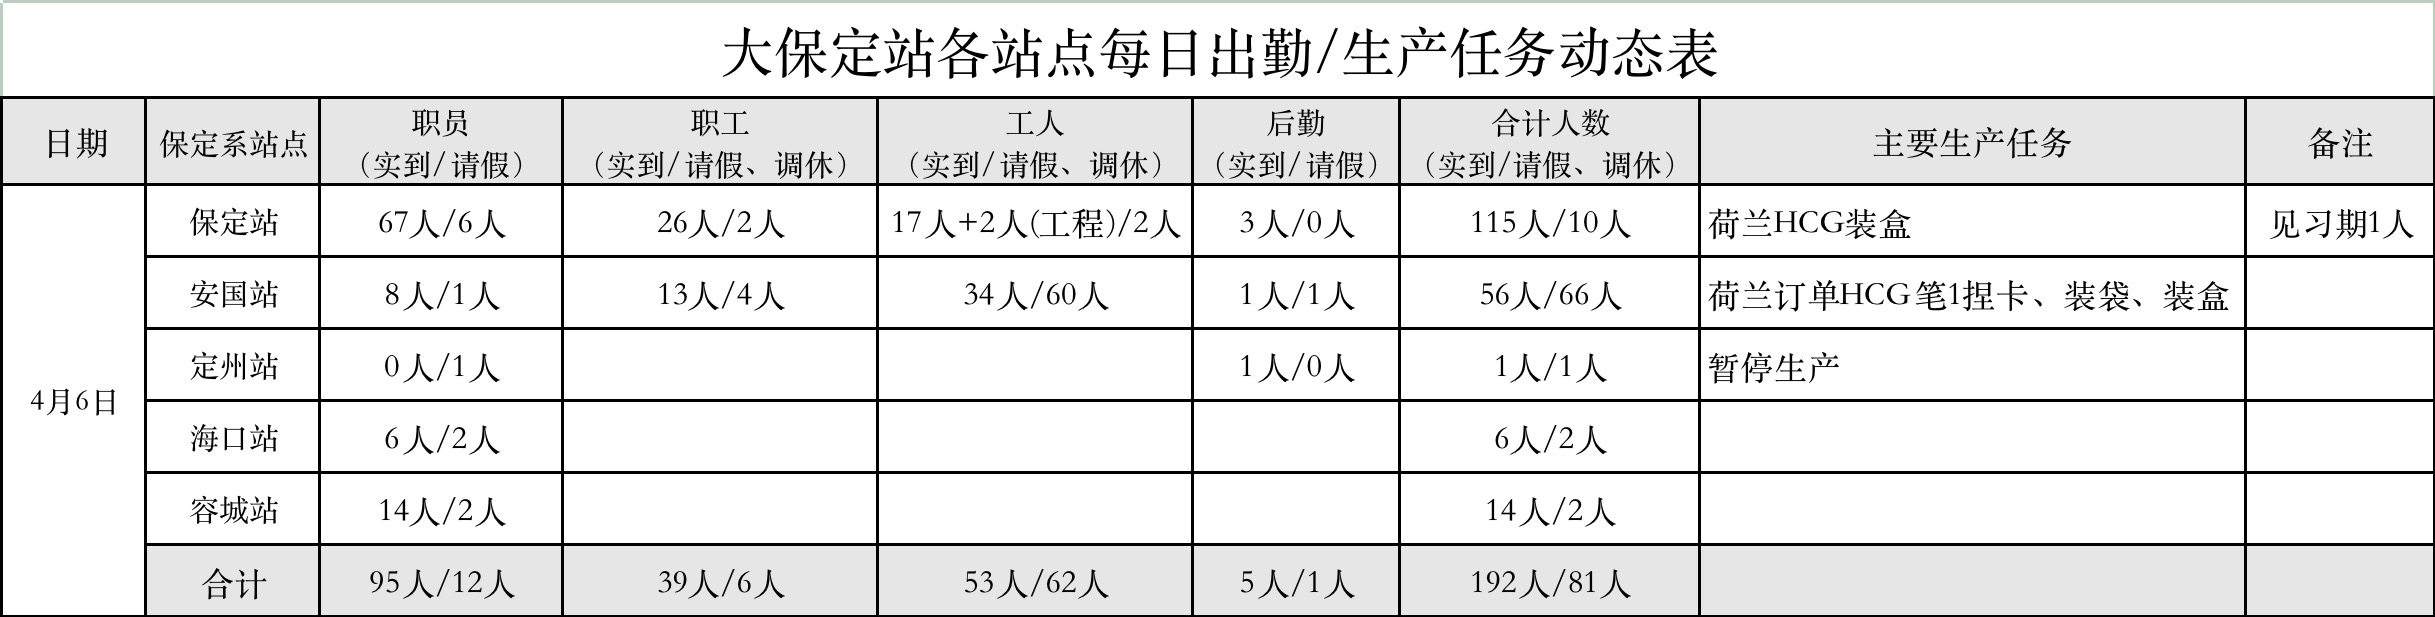 大保定站各站点每日出勤/生产任务动态表
日期 保定系站点 职员（实到/请假） 职工（实到/请假、调休） 工人（实到/请假、调休） 后勤（实到/请假） 合计人数（实到/请假、调休） 主要生产任务 备注
4月6日
保定站 67人/6人 26人/2人 17人+2人(工程)/2人 3人/0人 115人/10人 荷兰HCG装盒 见习期1人
安国站 8人/1人 13人/4人 34人/60人 1人/1人 56人/66人 荷兰订单HCG笔1捏卡、装袋、装盒
定州站 0人/1人 1人/0人 1人/1人 暂停生产
海口站 6人/2人 6人/2人
容城站 14人/2人 14人/2人
合计 95人/12人 39人/6人 53人/62人 5人/1人 192人/81人